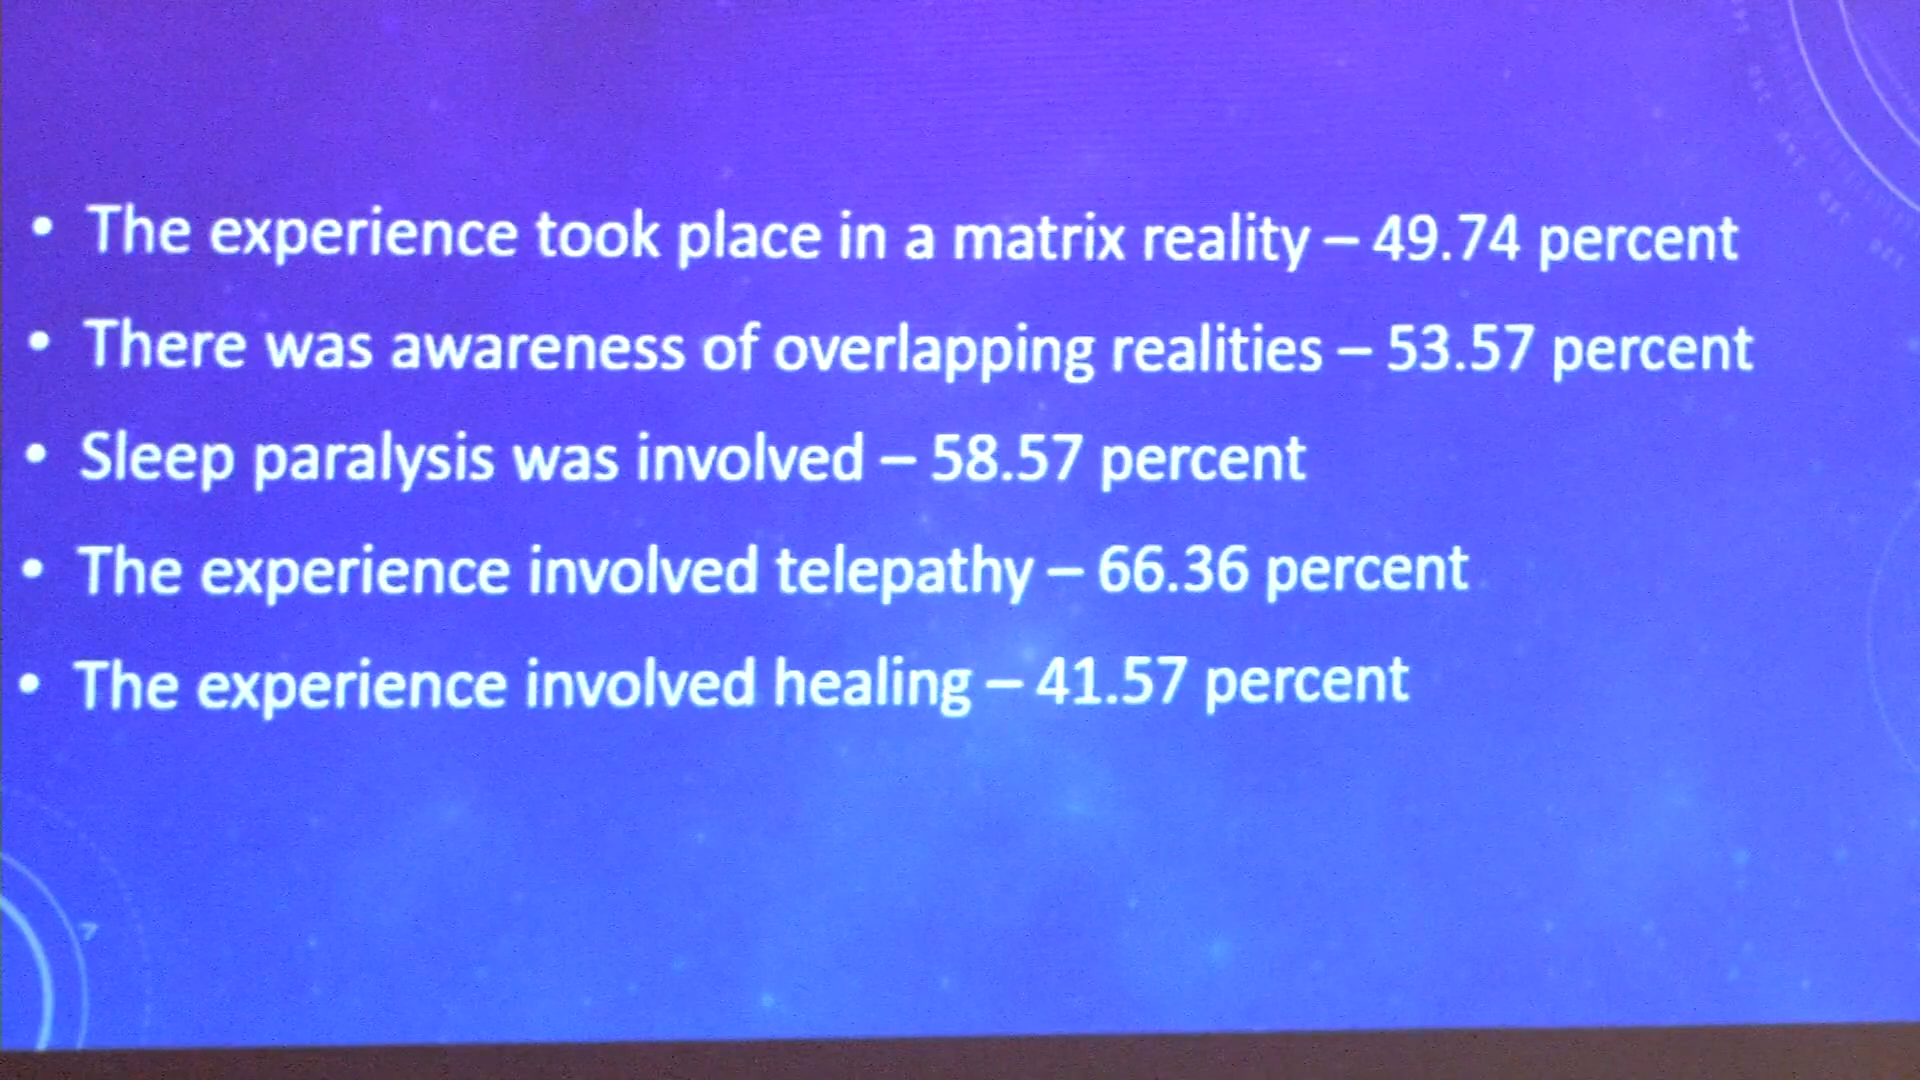 • The experience took place in a matrix reality – 49.74 percent
• There was awareness of overlapping realities – 53.57 percent
• Sleep paralysis was involved – 58.57 percent
• The experience involved telepathy – 66.36 percent
• The experience involved healing – 41.57 percent
7